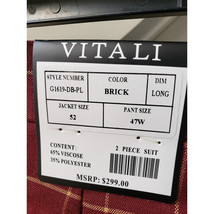 VITALI
STYLE NUMBER COLOR DIM
G1619-DB-PL BRICK LONG
JACKET SIZE PANT SIZE
52 47W
CONTENT: 2 PIECE SUIT
65% VISCOSE
35% POLYESTER
MSRP: $299.00